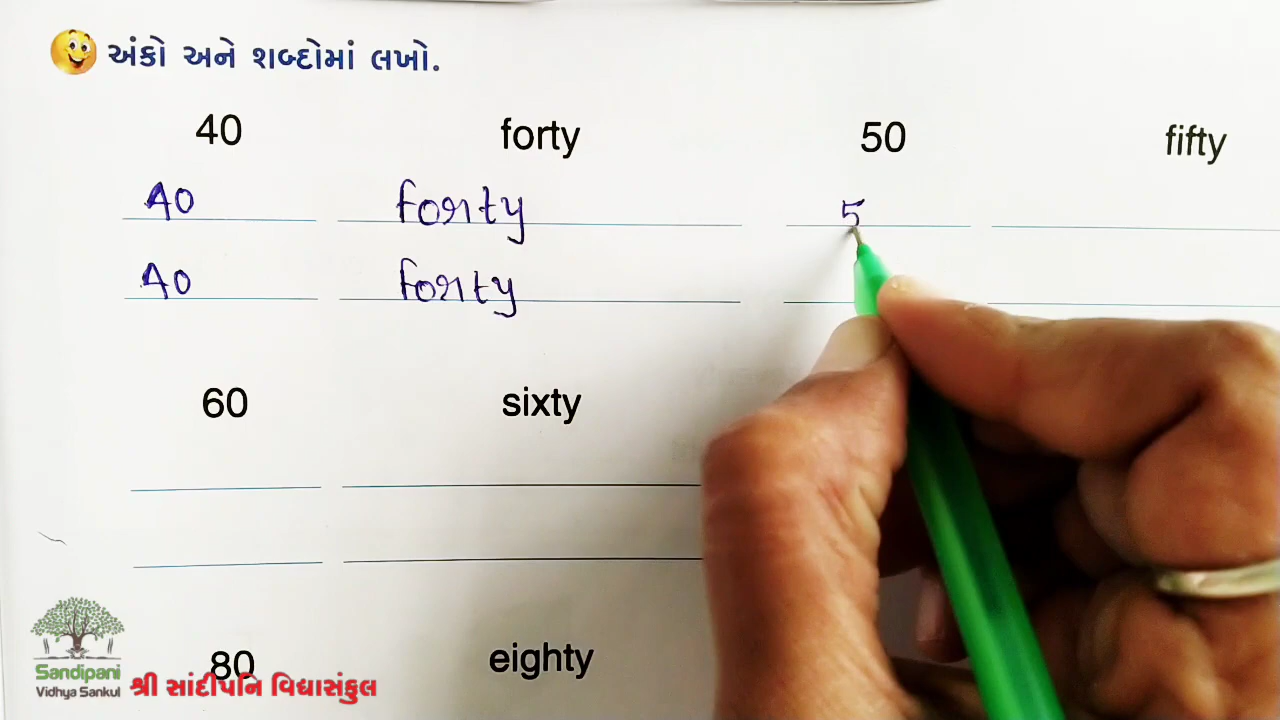 અંકો અને શબ્દોમાં લખો.
40 forty 50 fifty
40 forty 5
40 forty
60 sixty
80 eighty
Sandipani
Vidhya Sankul
શ્રી સાંદીપનિ વિદ્યાસંકુલ